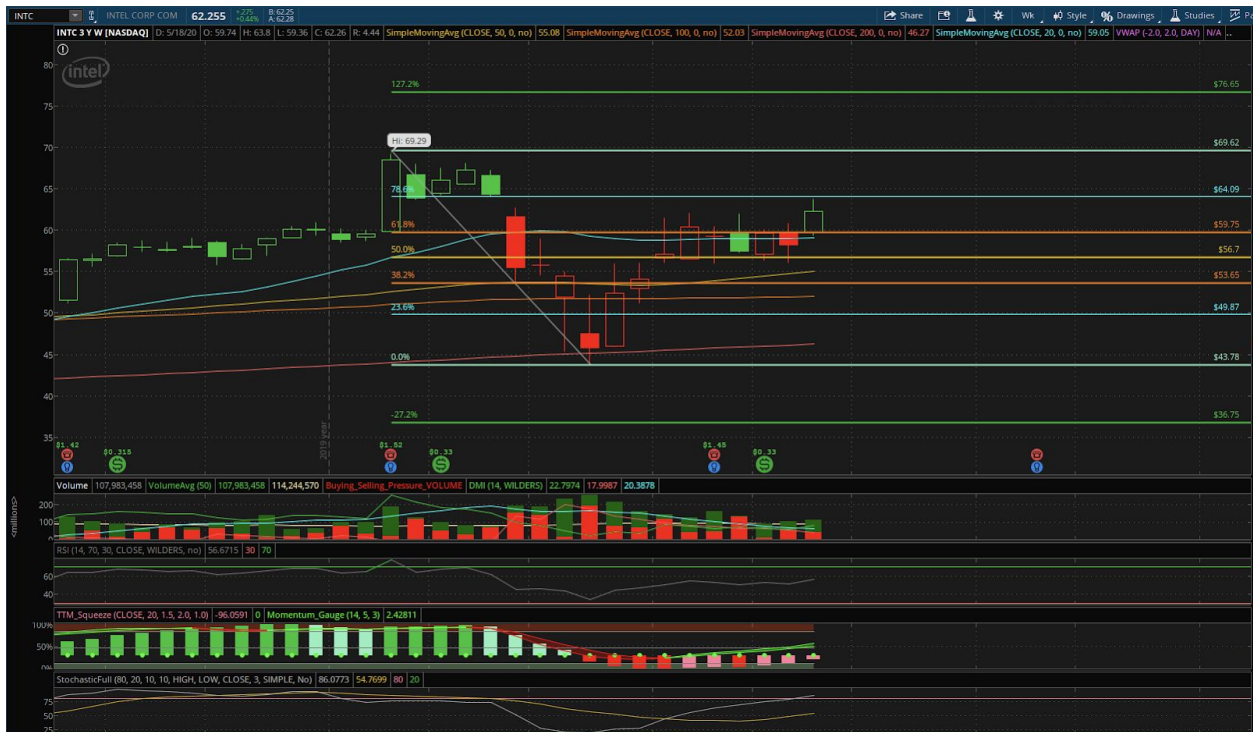 INTC INTEL CORP COM 62.255 +.275 +0.44% B: 62.25 A: 62.28 Share Wk Style Drawings Studies
INTC 3 Y W [NASDAQ] D: 5/18/20 O: 59.74 H: 63.8 L: 59.36 C: 62.26 R: 4.44 SimpleMovingAvg (CLOSE, 50, 0, no) 55.08 SimpleMovingAvg (CLOSE, 100, 0, no) 52.03 SimpleMovingAvg (CLOSE, 200, 0, no) 46.27 SimpleMovingAvg (CLOSE, 20, 0, no) 59.05 VWAP (-2.0, 2.0, DAY) N/A ..
intel
80
127.2% $76.65
75
70
Hi: 69.29
$69.62
65
78.6% $64.09
60
61.8% $59.75
50.0% $56.7
55
38.2% $53.65
50
23.6% $49.87
45
0.0% $43.78
40
-27.2% $36.75
35
2019 year
$1.42 $0.315 $1.52 $0.33 $1.45 $0.33
Volume 107,983,458 VolumeAvg (50) 107,983,458 114,244,570 Buying_Selling_Pressure_VOLUME DMI (14, WILDERS) 22.7974 17.9987 20.3878
<millions>
200
100
RSI (14, 70, 30, CLOSE, WILDERS, no) 56.6715 30 70
60
TTM_Squeeze (CLOSE, 20, 1.5, 2.0, 1.0) -96.0591 0 Momentum_Gauge (14, 5, 3) 2.42811
100%
50%
0%
StochasticFull (80, 20, 10, 10, HIGH, LOW, CLOSE, 3, SIMPLE, No) 86.0773 54.7699 80 20
75
50
25